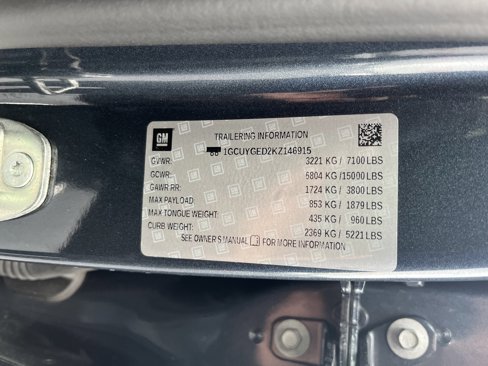 GM
TRAILERING INFORMATION
1GCUYGED2KZ146915
GVWR: 3221 KG / 7100 LBS
GCWR: 6804 KG /15000 LBS
GAWR RR: 1724 KG / 3800 LBS
MAX PAYLOAD: 853 KG / 1879 LBS
MAX TONGUE WEIGHT: 435 KG / 960 LBS
CURB WEIGHT: 2369 KG / 5221 LBS
SEE OWNER'S MANUAL FOR MORE INFORMATION